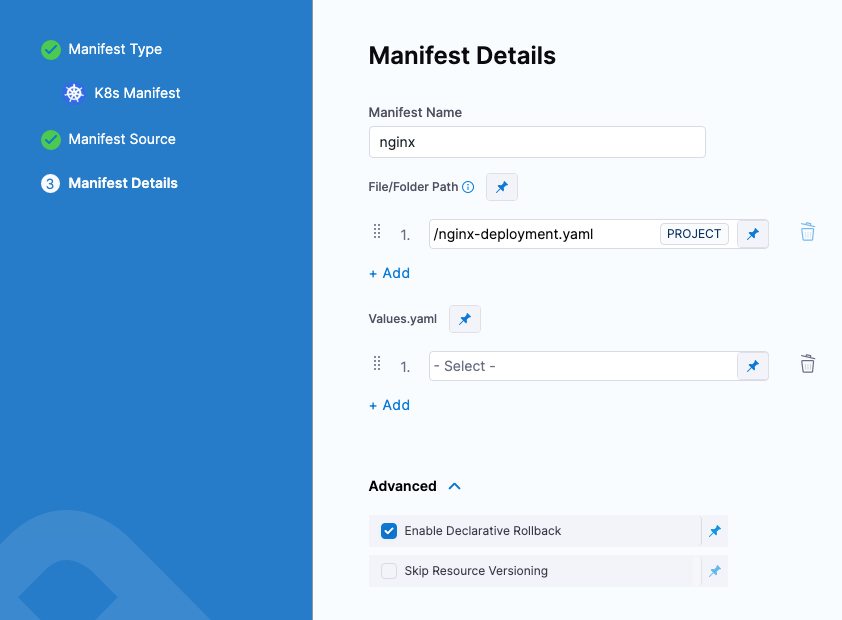 Manifest Type
K8s Manifest
Manifest Source
3 Manifest Details
Manifest Details
Manifest Name
nginx
File/Folder Path
1. /nginx-deployment.yaml PROJECT
+ Add
Values.yaml
1. - Select -
+ Add
Advanced
Enable Declarative Rollback
Skip Resource Versioning